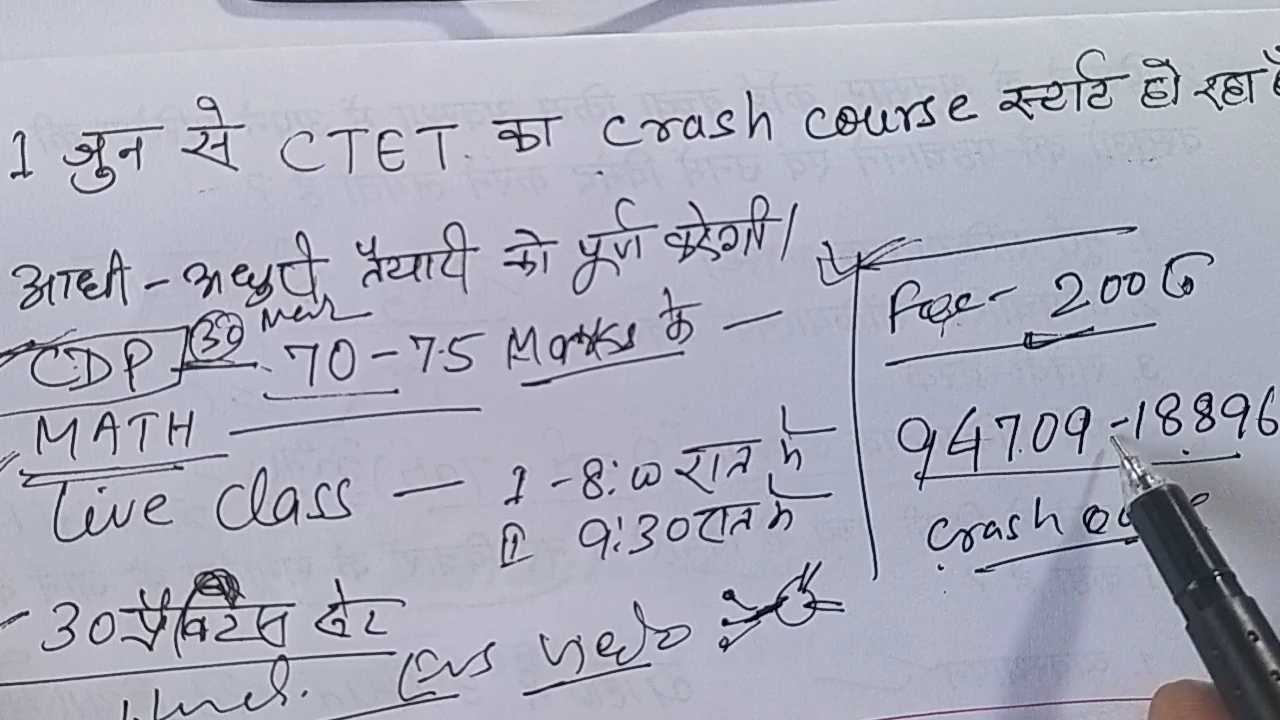 1 जुन से CTET का crash course स्टार्ट हो रहा है
आधी-अधुरी तैयारी को पूर्ण करेगी।
CDP 30 70-75 Marks के -
MATH
Live class - I - 8:00 रात में
II 9:30 रात में
30 प्रैक्टिस सेट
Fee- 200
94709-18896
crash